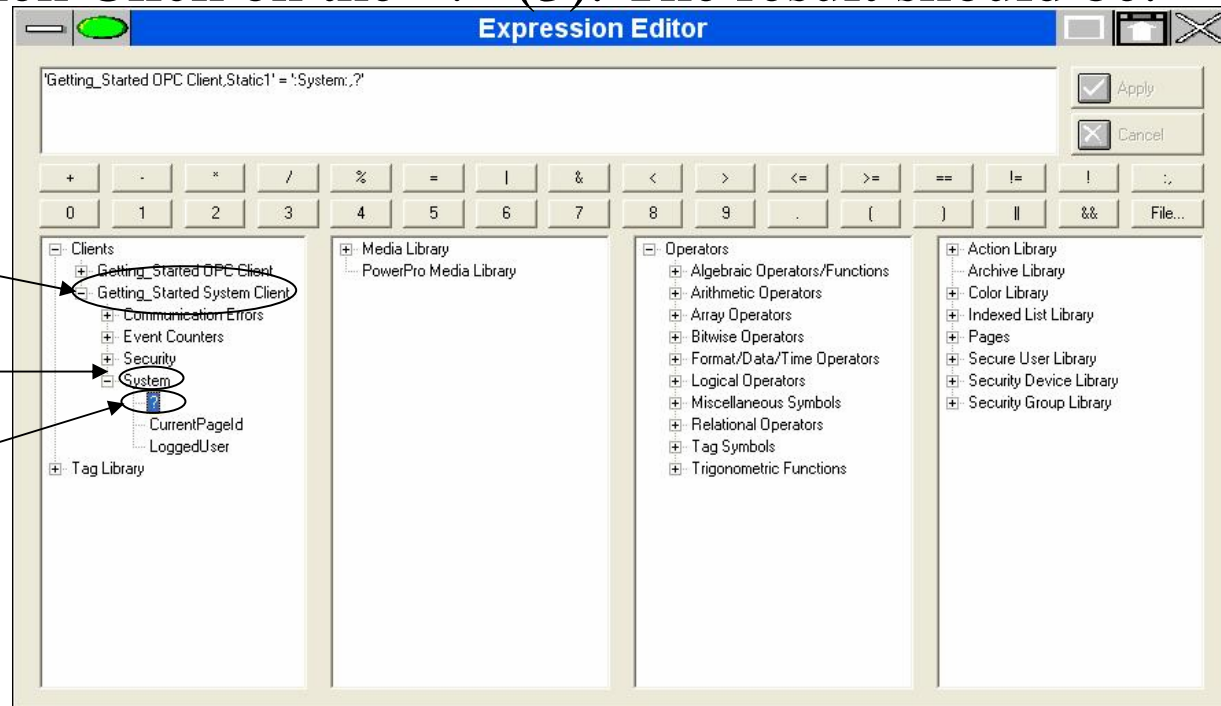 Expression Editor
'Getting_Started OPC Client,Static1' = ':System:,?'
Apply
Cancel
+ - * / % = | & < > <= >= == != ! :,
0 1 2 3 4 5 6 7 8 9 . ( ) || && File...
Clients
Getting_Started OPC Client
Getting_Started System Client
Communication Errors
Event Counters
Security
System
?
CurrentPageId
LoggedUser
Tag Library
Media Library
PowerPro Media Library
Operators
Algebraic Operators/Functions
Arithmetic Operators
Array Operators
Bitwise Operators
Format/Data/Time Operators
Logical Operators
Miscellaneous Symbols
Relational Operators
Tag Symbols
Trigonometric Functions
Action Library
Archive Library
Color Library
Indexed List Library
Pages
Secure User Library
Security Device Library
Security Group Library